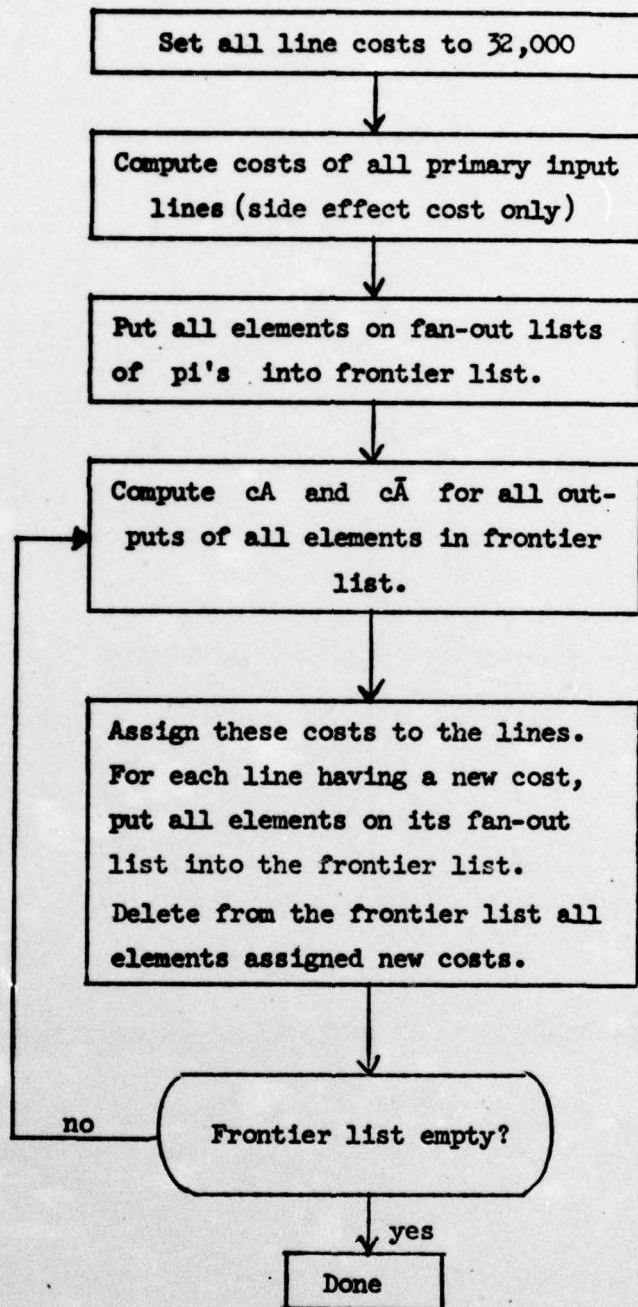 Set all line costs to 32,000
Compute costs of all primary input
lines (side effect cost only)
Put all elements on fan-out lists
of pi's into frontier list.
Compute cA and cĀ for all out-
puts of all elements in frontier
list.
Assign these costs to the lines.
For each line having a new cost,
put all elements on its fan-out
list into the frontier list.
Delete from the frontier list all
elements assigned new costs.
no
Frontier list empty?
yes
Done